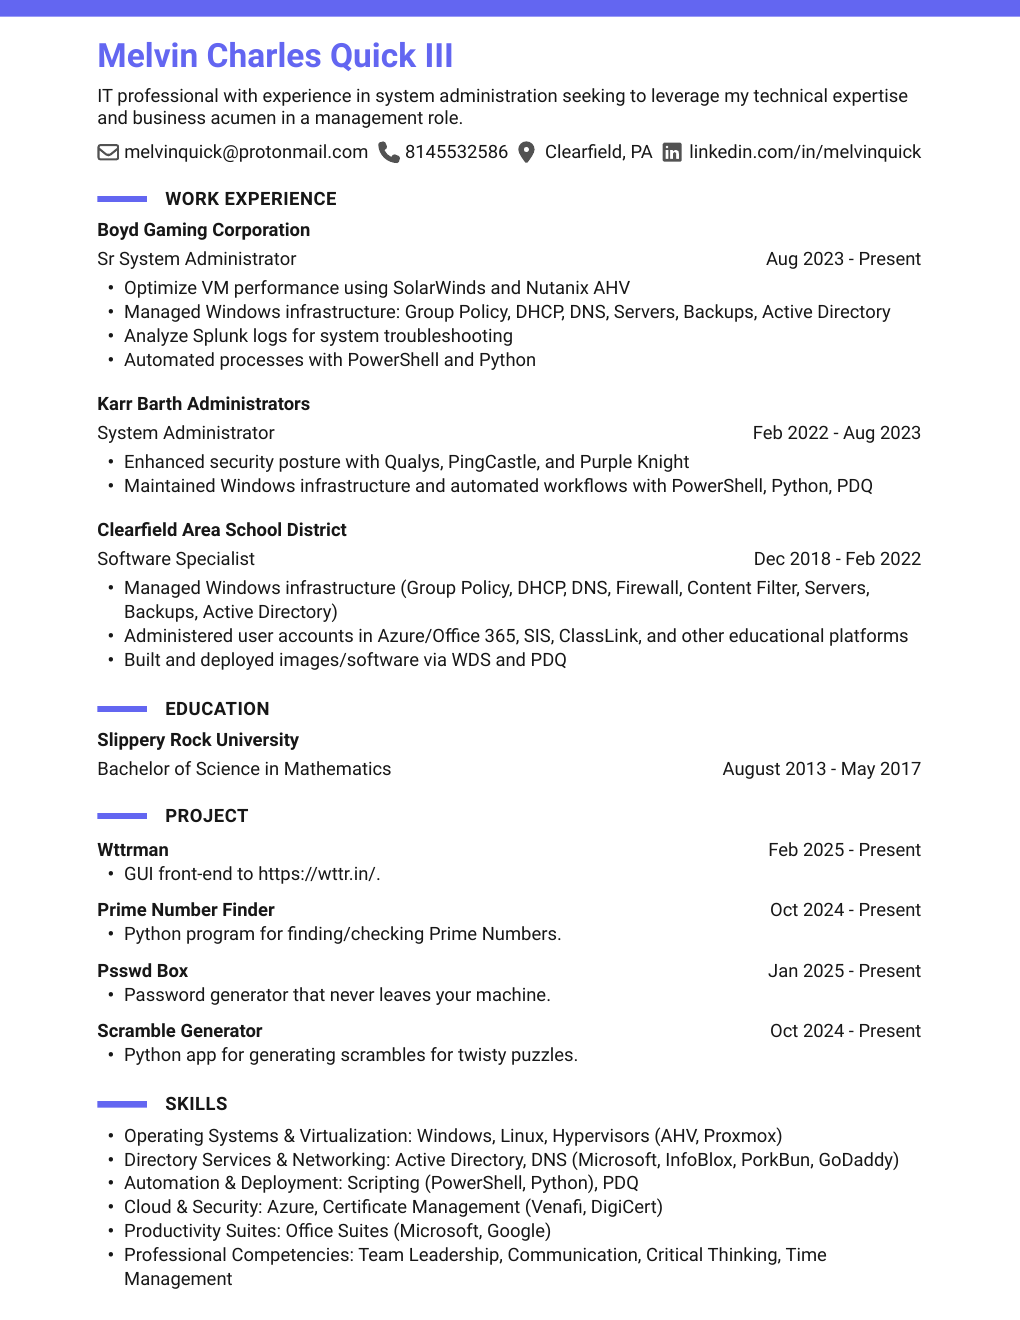 Melvin Charles Quick III
IT professional with experience in system administration seeking to leverage my technical expertise
and business acumen in a management role.
melvinquick@protonmail.com 8145532586 Clearfield, PA linkedin.com/in/melvinquick
WORK EXPERIENCE
Boyd Gaming Corporation
Sr System Administrator Aug 2023 - Present
• Optimize VM performance using SolarWinds and Nutanix AHV
• Managed Windows infrastructure: Group Policy, DHCP, DNS, Servers, Backups, Active Directory
• Analyze Splunk logs for system troubleshooting
• Automated processes with PowerShell and Python
Karr Barth Administrators
System Administrator Feb 2022 - Aug 2023
• Enhanced security posture with Qualys, PingCastle, and Purple Knight
• Maintained Windows infrastructure and automated workflows with PowerShell, Python, PDQ
Clearfield Area School District
Software Specialist Dec 2018 - Feb 2022
• Managed Windows infrastructure (Group Policy, DHCP, DNS, Firewall, Content Filter, Servers,
Backups, Active Directory)
• Administered user accounts in Azure/Office 365, SIS, ClassLink, and other educational platforms
• Built and deployed images/software via WDS and PDQ
EDUCATION
Slippery Rock University
Bachelor of Science in Mathematics August 2013 - May 2017
PROJECT
Wttrman Feb 2025 - Present
• GUI front-end to https://wttr.in/.
Prime Number Finder Oct 2024 - Present
• Python program for finding/checking Prime Numbers.
Psswd Box Jan 2025 - Present
• Password generator that never leaves your machine.
Scramble Generator Oct 2024 - Present
• Python app for generating scrambles for twisty puzzles.
SKILLS
• Operating Systems & Virtualization: Windows, Linux, Hypervisors (AHV, Proxmox)
• Directory Services & Networking: Active Directory, DNS (Microsoft, InfoBlox, PorkBun, GoDaddy)
• Automation & Deployment: Scripting (PowerShell, Python), PDQ
• Cloud & Security: Azure, Certificate Management (Venafi, DigiCert)
• Productivity Suites: Office Suites (Microsoft, Google)
• Professional Competencies: Team Leadership, Communication, Critical Thinking, Time
Management